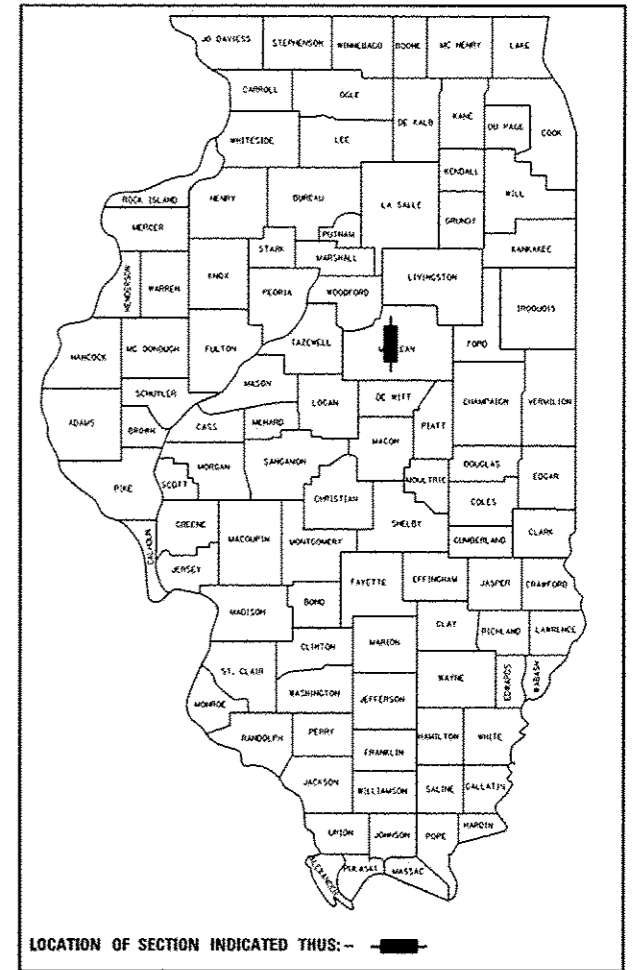 JO DAVIESS STEPHENSON WINNEBAGO BOONE MC HENRY LAKE
CARROLL OGLE DE KALB KANE DU PAGE COOK
WHITESIDE LEE
KENDALL WILL
ROCK ISLAND HENRY BUREAU LA SALLE GRUNDY
MERCER PUTNAM KANKAKEE
STARK MARSHALL
HENDERSON WARREN KNOX PEORIA WOODFORD LIVINGSTON IROQUOIS
HANCOCK MC DONOUGH FULTON TAZEWELL FORD
SCHUYLER MASON LOGAN DE WITT CHAMPAIGN VERMILION
ADAMS BROWN CASS MENARD MACON PIATT
PIKE SCOTT MORGAN SANGAMON CHRISTIAN MOULTRIE DOUGLAS EDGAR
COLES
CALHOUN GREENE MACOUPIN MONTGOMERY SHELBY CUMBERLAND CLARK
JERSEY FAYETTE EFFINGHAM JASPER CRAWFORD
MADISON BOND
CLAY RICHLAND LAWRENCE
CLINTON MARION
ST. CLAIR WAYNE EDWARDS WABASH
MONROE WASHINGTON JEFFERSON
RANDOLPH PERRY HAMILTON WHITE
FRANKLIN
JACKSON WILLIAMSON SALINE GALLATIN
UNION JOHNSON POPE HARDIN
ALEXANDER PULASKI MASSAC
LOCATION OF SECTION INDICATED THUS: -